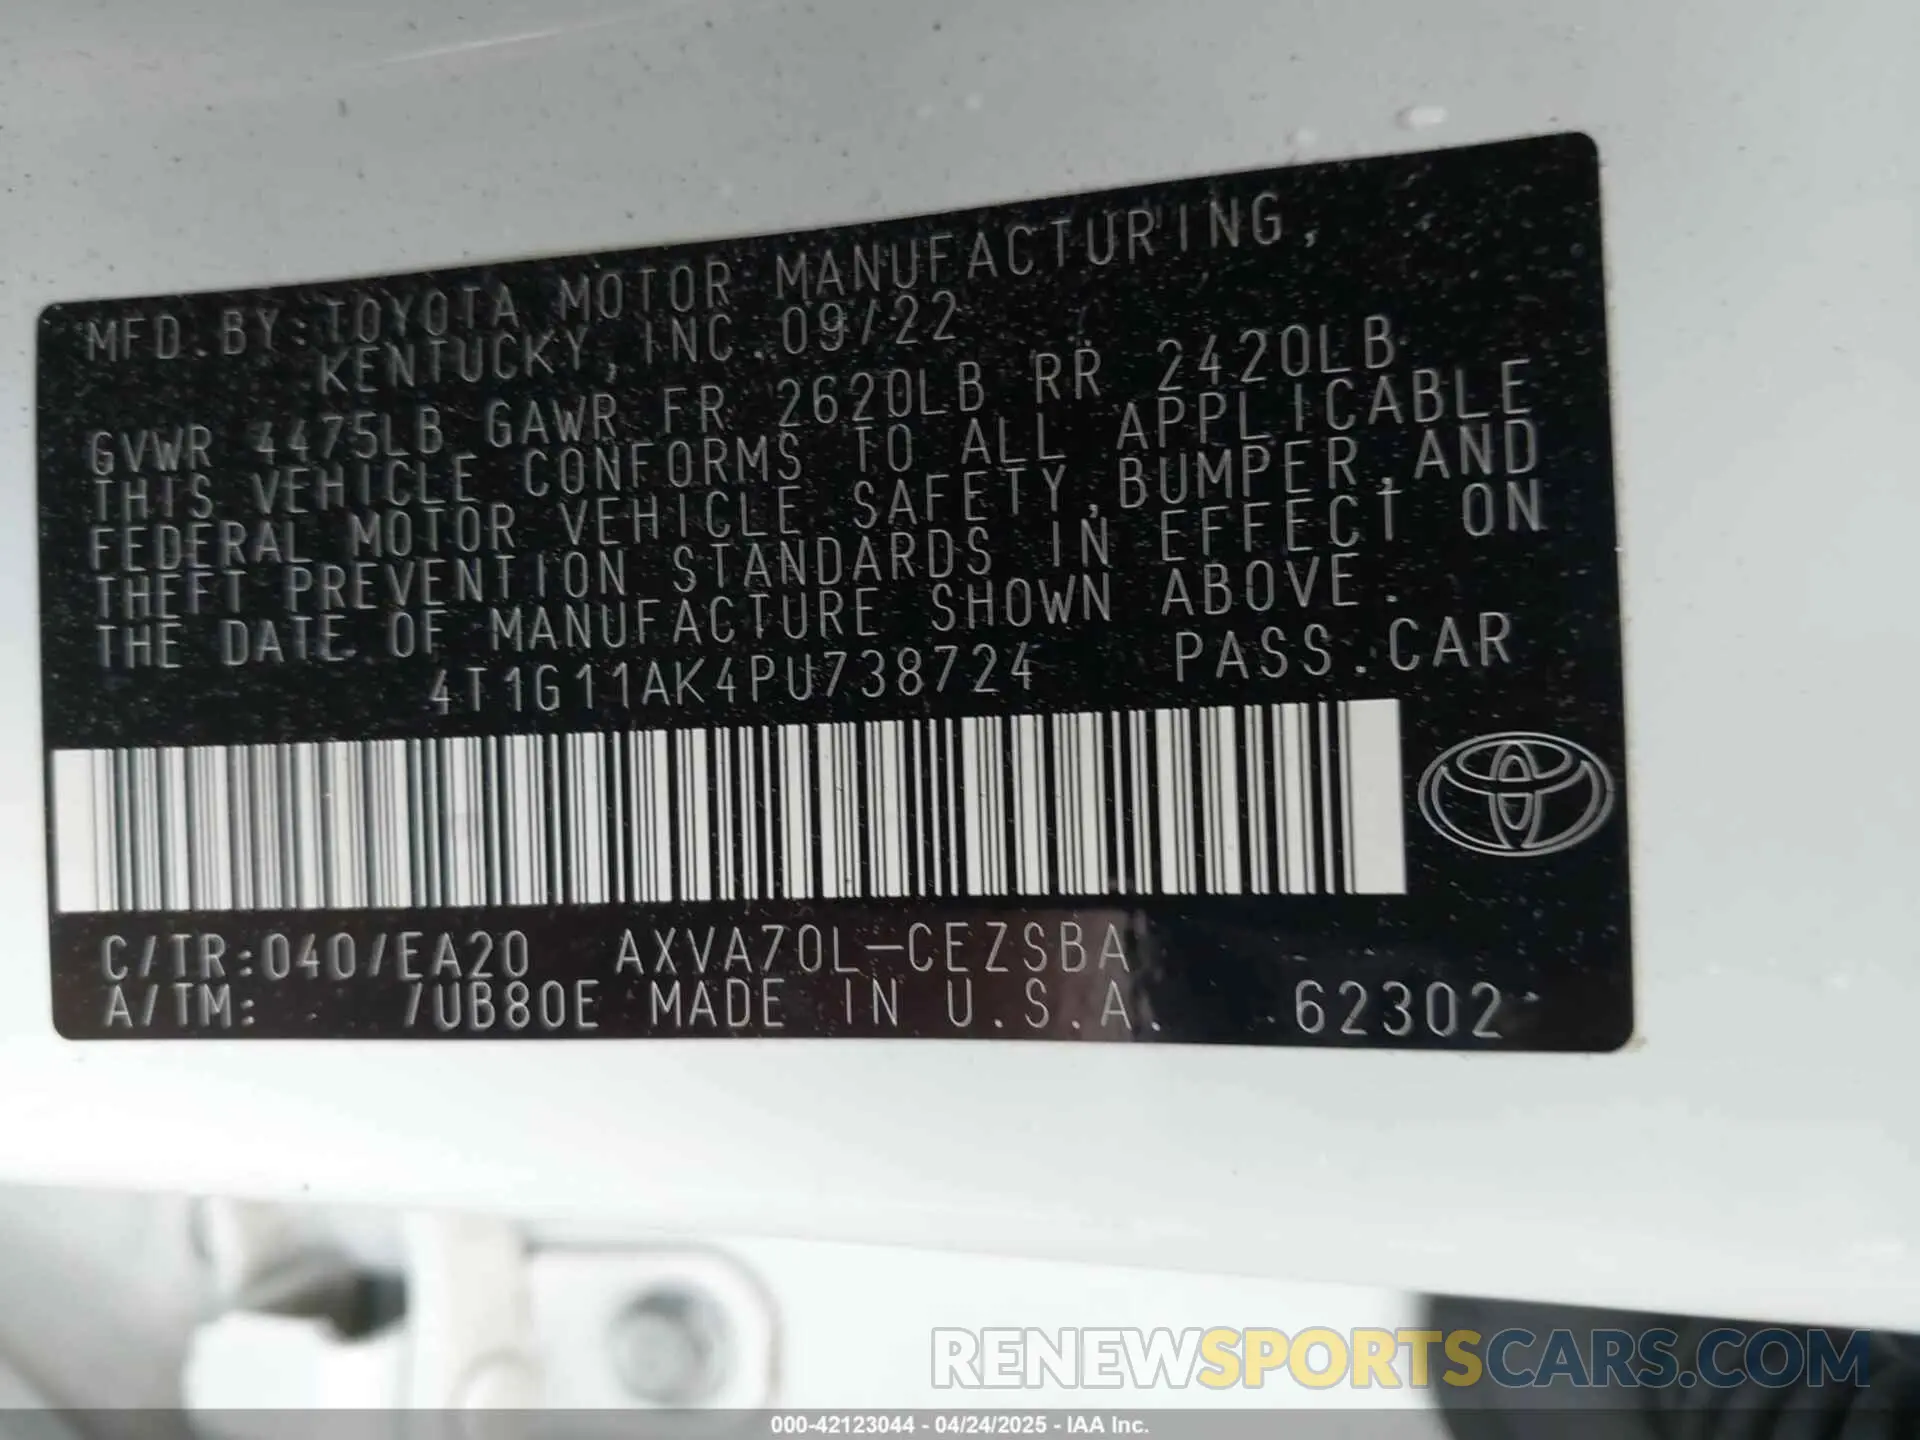 MFD.BY:TOYOTA MOTOR MANUFACTURING,
KENTUCKY, INC.09/22
GVWR 4475LB GAWR FR 2620LB RR 2420LB
THIS VEHICLE CONFORMS TO ALL APPLICABLE
FEDERAL MOTOR VEHICLE SAFETY,BUMPER,AND
THEFT PREVENTION STANDARDS IN EFFECT ON
THE DATE OF MANUFACTURE SHOWN ABOVE.
4T1G11AK4PU738724 PASS.CAR
C/TR:040/EA20 AXVA70L-CEZSBA
A/TM: /UB80E MADE IN U.S.A. 62302
RENEWSPORTSCARS.COM
000-42123044 - 04/24/2025 - IAA Inc.